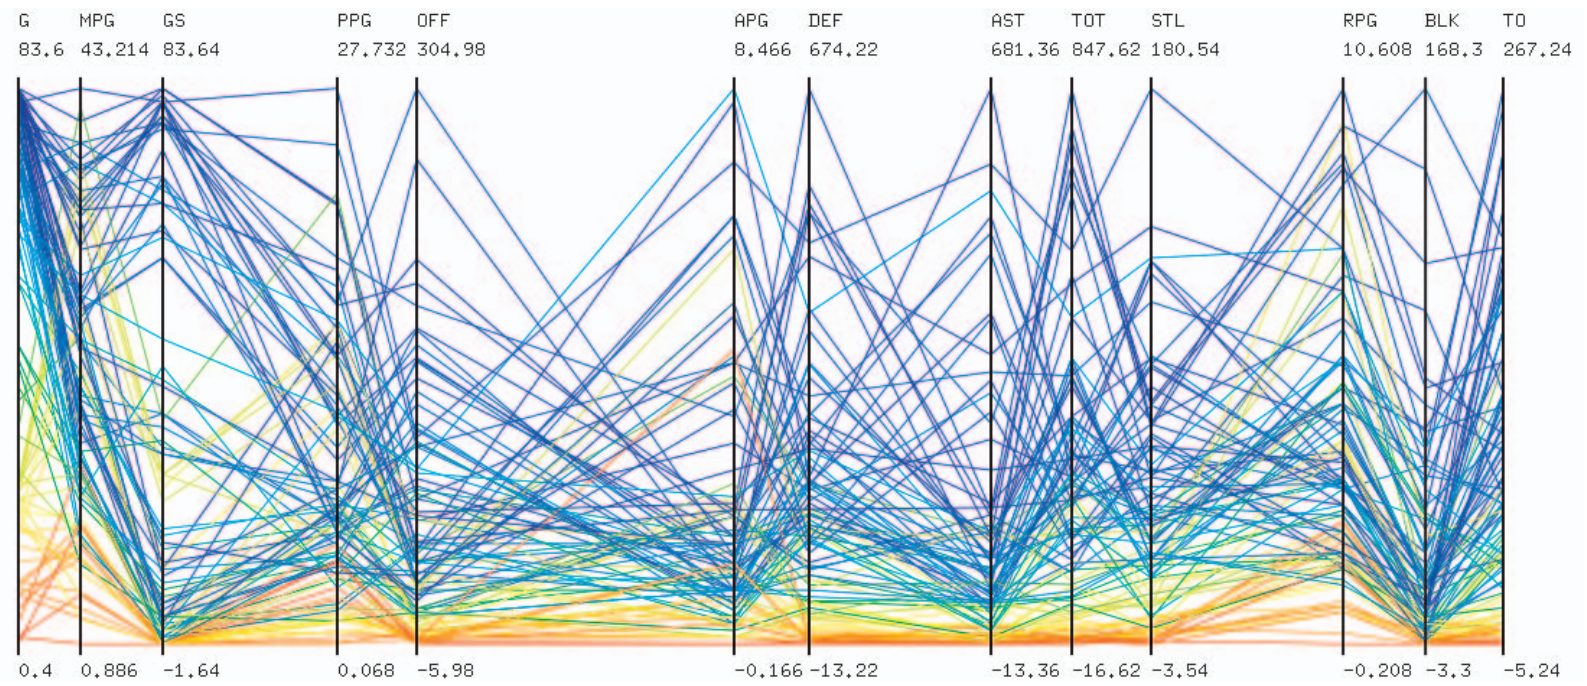 G MPG GS PPG OFF APG DEF AST TOT STL RPG BLK TO
83.6 43.214 83.64 27.732 304.98 8.466 674.22 681.36 847.62 180.54 10.608 168.3 267.24
0.4 0.886 -1.64 0.068 -5.98 -0.166 -13.22 -13.36 -16.62 -3.54 -0.208 -3.3 -5.24